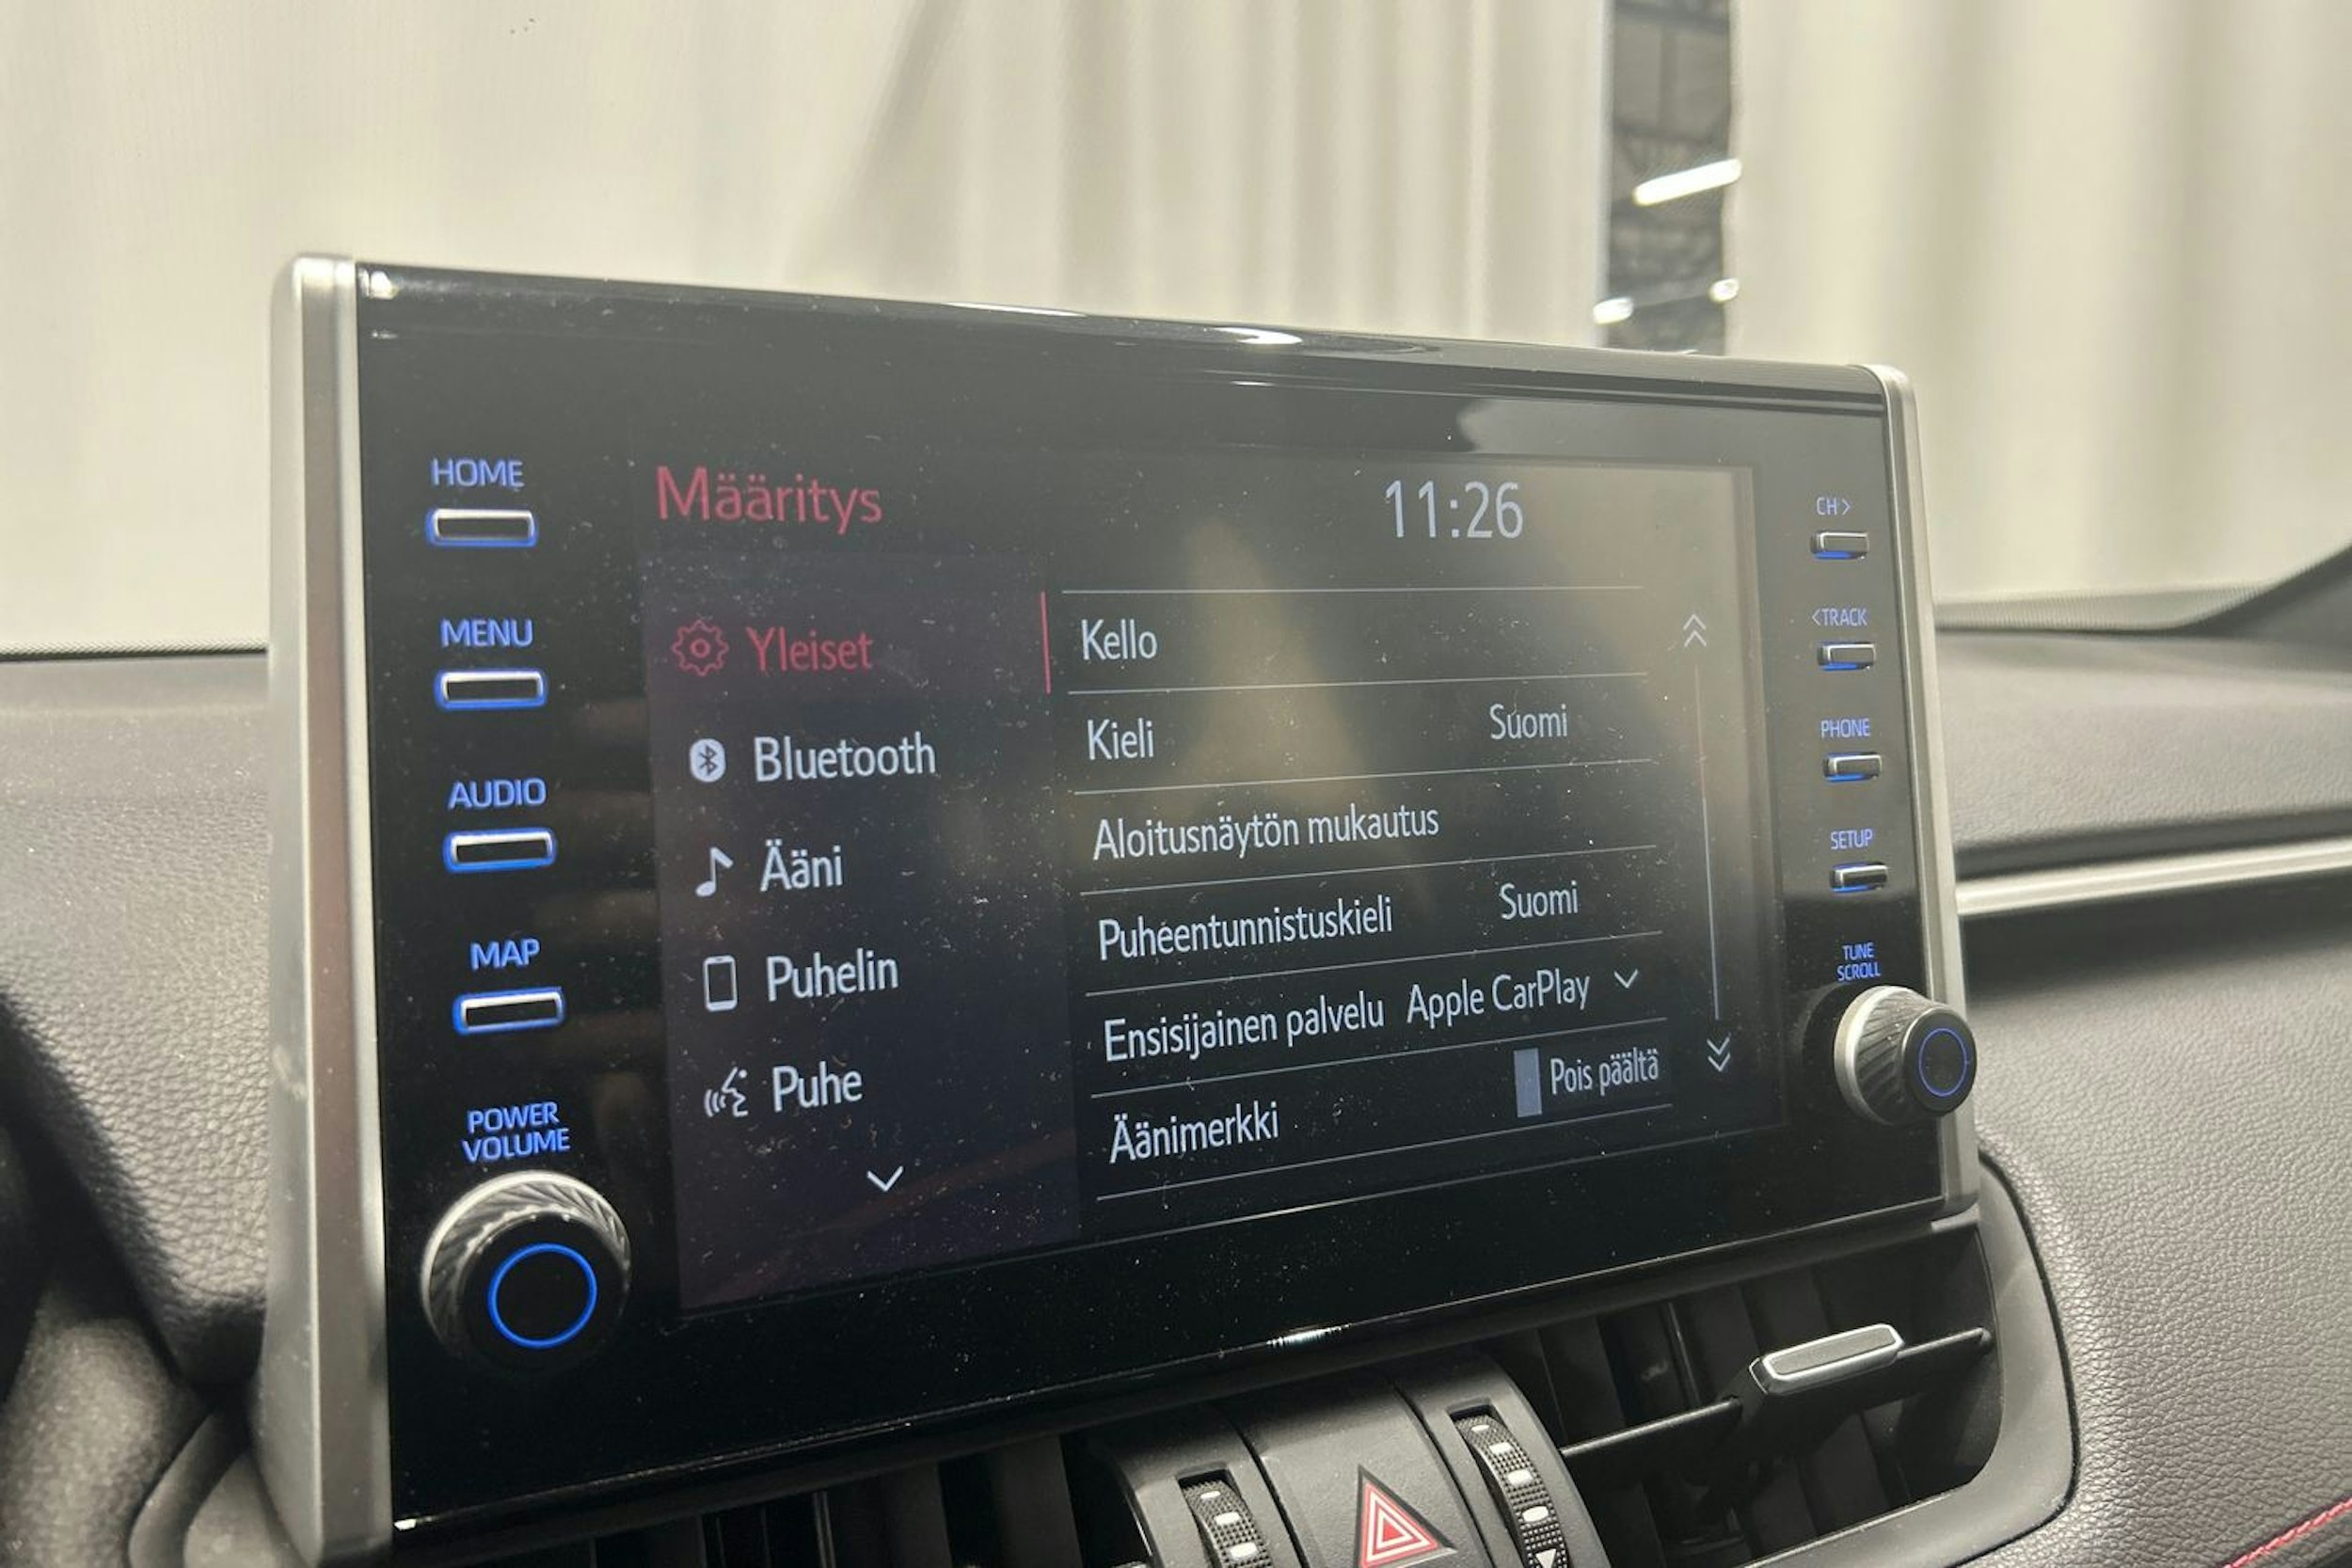 HOME
MENU
AUDIO
MAP
POWER
VOLUME
Määritys
11:26
Yleiset
Bluetooth
Ääni
Puhelin
Puhe
Kello
Kieli Suomi
Aloitusnäytön mukautus
Puheentunnistuskieli Suomi
Ensisijainen palvelu Apple CarPlay
Äänimerkki Pois päältä
CH>
<TRACK
PHONE
SETUP
TUNE
SCROLL